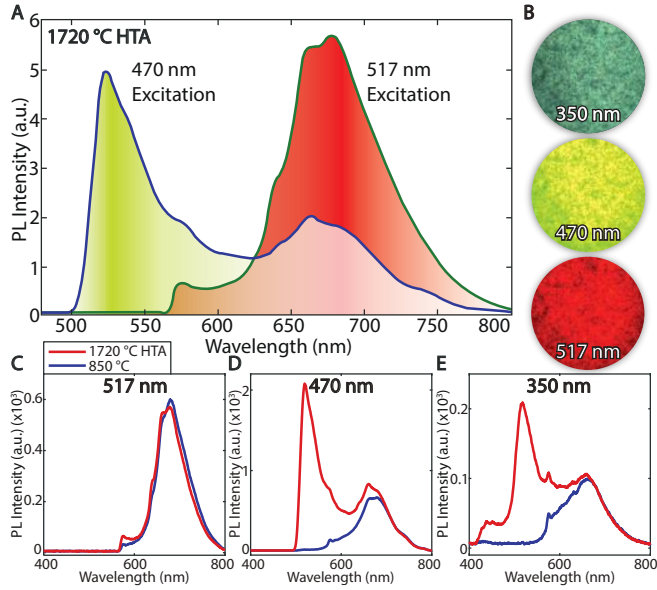 A
1720 °C HTA
470 nm
Excitation
517 nm
Excitation
PL Intensity (a.u.)
6
5
4
3
2
1
0
500
550
600
650
700
750
800
Wavelength (nm)
B
350 nm
470 nm
517 nm
1720 °C HTA
850 °C
C
517 nm
PL Intensity (a.u.) (x10³)
0.6
0.4
0.2
0
400
600
800
Wavelength (nm)
D
470 nm
PL Intensity (a.u.) (x10³)
2
1
0
400
600
800
Wavelength (nm)
E
350 nm
PL Intensity (a.u.) (x10³)
0.2
0.1
0
400
600
800
Wavelength (nm)